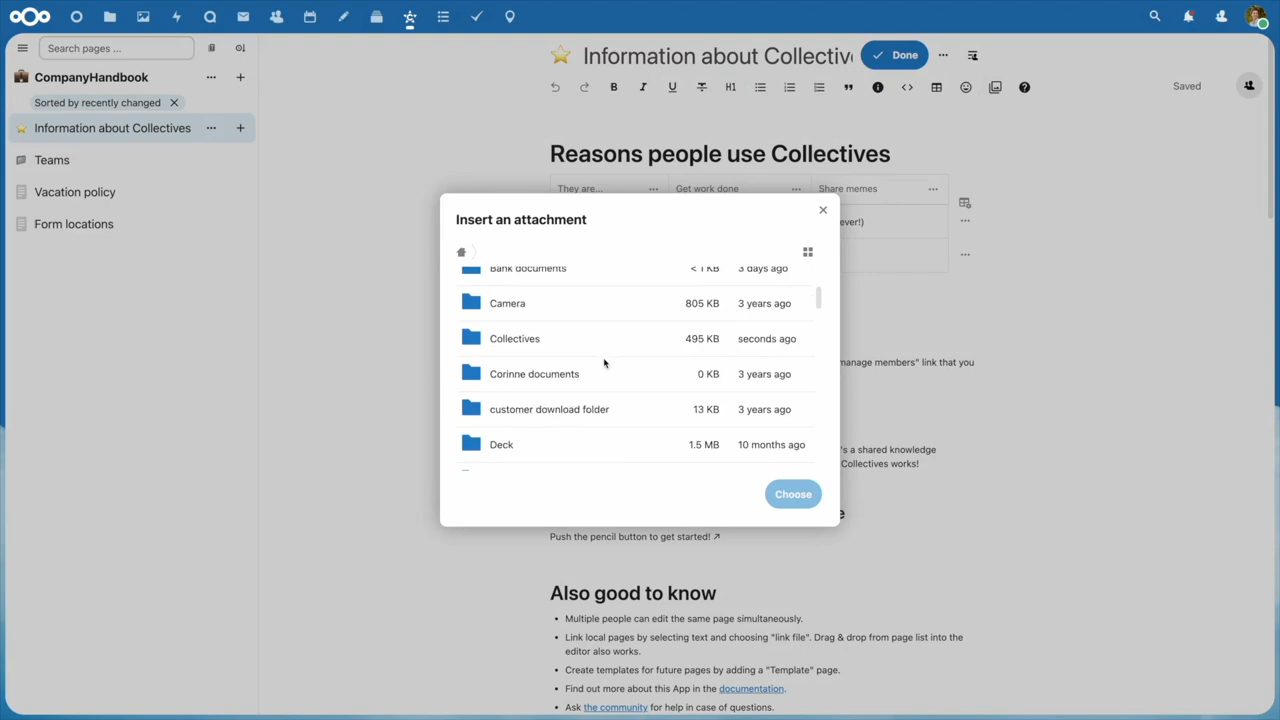 Search pages ...
CompanyHandbook
Sorted by recently changed
Information about Collectives
Teams
Vacation policy
Form locations
Information about Collectiv
Done
B I U H1
Saved
Reasons people use Collectives
They are... Get work done Share memes
ever!)
Insert an attachment
Bank documents < 1 KB 3 days ago
Camera 805 KB 3 years ago
Collectives 495 KB seconds ago
Corinne documents 0 KB 3 years ago
customer download folder 13 KB 3 years ago
Deck 1.5 MB 10 months ago
Choose
manage members" link that you
's a shared knowledge
Collectives works!
e
Push the pencil button to get started! ↗
Also good to know
• Multiple people can edit the same page simultaneously.
• Link local pages by selecting text and choosing "link file". Drag & drop from page list into the
editor also works.
• Create templates for future pages by adding a "Template" page.
• Find out more about this App in the documentation.
• Ask the community for help in case of questions.